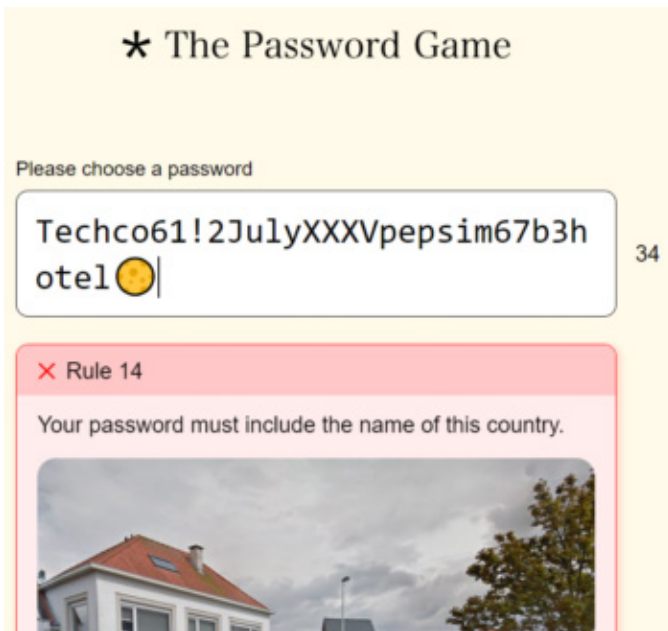 * The Password Game
Please choose a password
Techco61!2JulyXXXVpepsim67b3h
otel🌕
34
× Rule 14
Your password must include the name of this country.